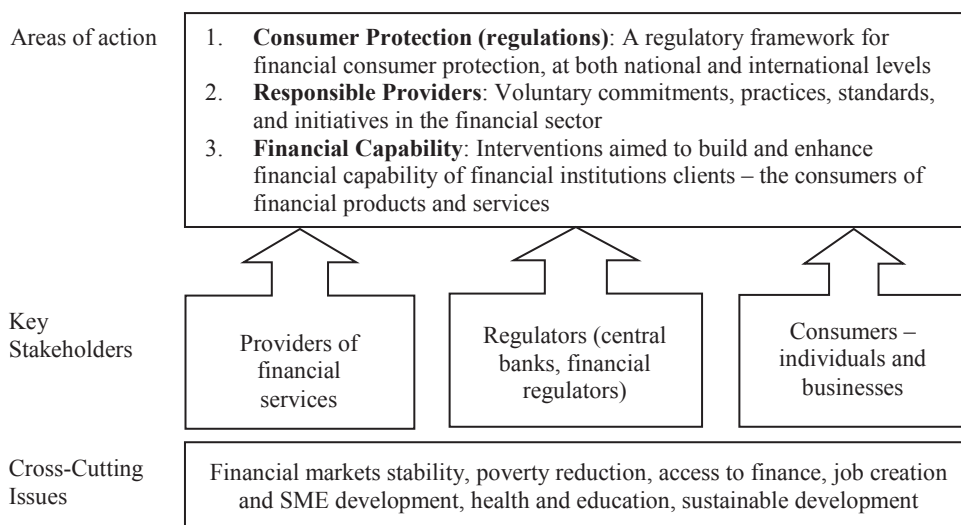 Areas of action
1. Consumer Protection (regulations): A regulatory framework for
financial consumer protection, at both national and international levels
2. Responsible Providers: Voluntary commitments, practices, standards,
and initiatives in the financial sector
3. Financial Capability: Interventions aimed to build and enhance
financial capability of financial institutions clients – the consumers of
financial products and services
Key
Stakeholders
Providers of
financial
services
Regulators (central
banks, financial
regulators)
Consumers –
individuals and
businesses
Cross-Cutting
Issues
Financial markets stability, poverty reduction, access to finance, job creation
and SME development, health and education, sustainable development